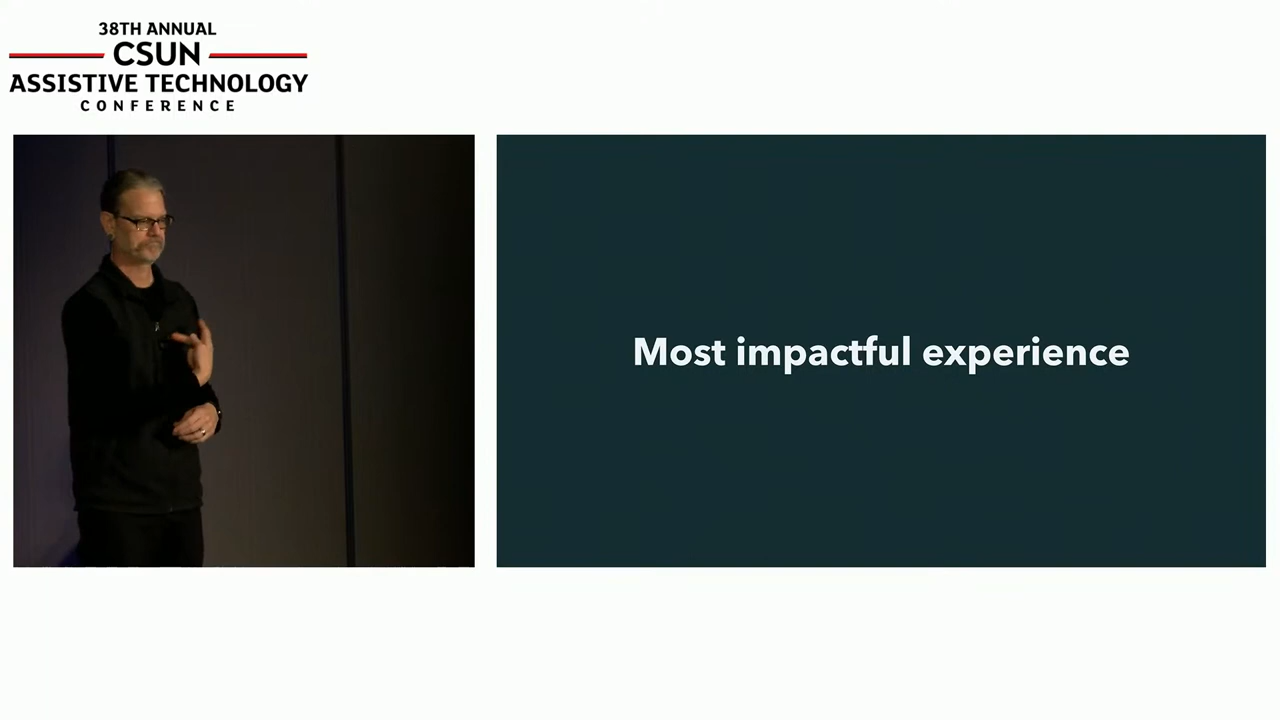 38TH ANNUAL
CSUN
ASSISTIVE TECHNOLOGY
CONFERENCE
Most impactful experience